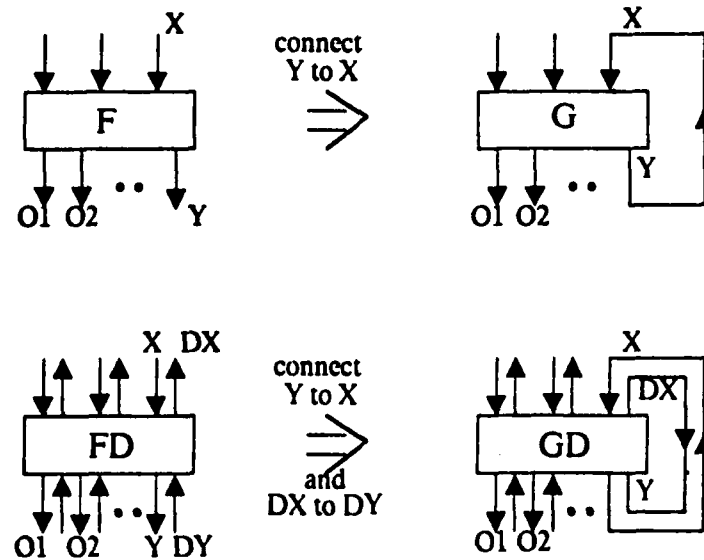 X
connect
Y to X
X
F
G
Y
O1 O2
Y
O1 O2
X DX
connect
Y to X
X
DX
FD
GD
and
DX to DY
Y
O1 O2
Y DY
O1 O2